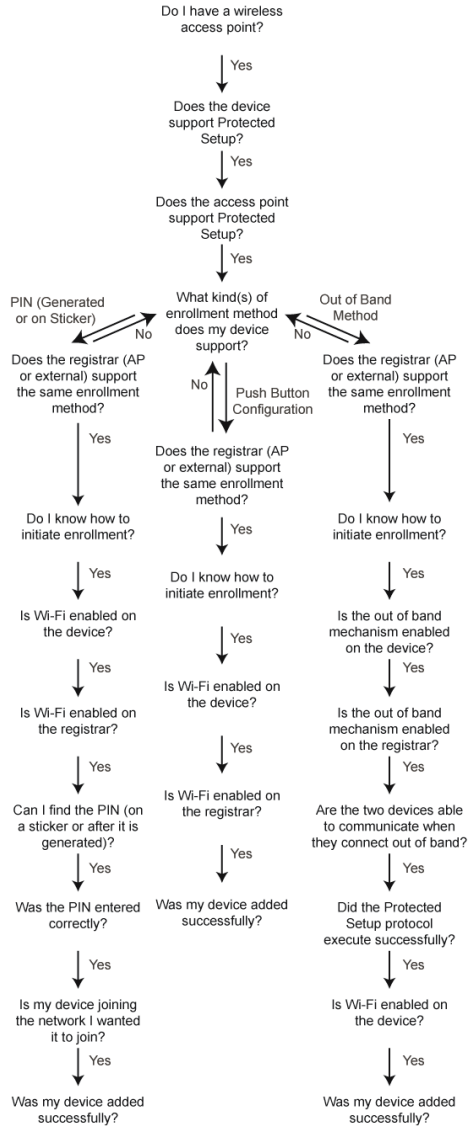 Do I have a wireless
access point?
Yes
Does the device
support Protected
Setup?
Yes
Does the access point
support Protected
Setup?
Yes
What kind(s) of
enrollment method
does my device
support?
PIN (Generated
or on Sticker)
No
Does the registrar (AP
or external) support
the same enrollment
method?
Yes
Do I know how to
initiate enrollment?
Yes
Is Wi-Fi enabled on
the device?
Yes
Is Wi-Fi enabled on
the registrar?
Yes
Can I find the PIN (on
a sticker or after it is
generated)?
Yes
Was the PIN entered
correctly?
Yes
Is my device joining
the network I wanted
it to join?
Yes
Was my device added
successfully?
No
Push Button
Configuration
Does the registrar (AP
or external) support
the same enrollment
method?
Yes
Do I know how to
initiate enrollment?
Yes
Is Wi-Fi enabled on
the device?
Yes
Is Wi-Fi enabled on
the registrar?
Yes
Was my device added
successfully?
Out of Band
Method
No
Does the registrar (AP
or external) support
the same enrollment
method?
Yes
Do I know how to
initiate enrollment?
Yes
Is the out of band
mechanism enabled
on the device?
Yes
Is the out of band
mechanism enabled
on the registrar?
Yes
Are the two devices able
to communicate when
they connect out of band?
Yes
Did the Protected
Setup protocol
execute successfully?
Yes
Is Wi-Fi enabled on
the device?
Yes
Was my device added
successfully?